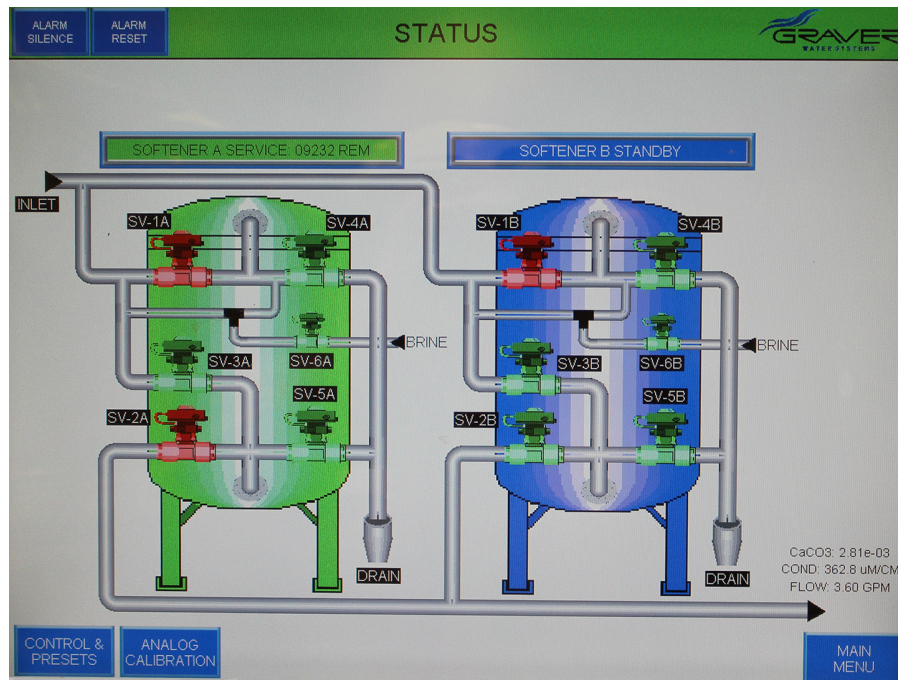 ALARM
SILENCE
ALARM
RESET
STATUS
GRAVER
WATER SYSTEMS
SOFTENER A SERVICE: 09232 REM
SOFTENER B STANDBY
INLET
SV-1A
SV-4A
SV-1B
SV-4B
BRINE
BRINE
SV-3A
SV-6A
SV-3B
SV-6B
SV-5A
SV-5B
SV-2A
SV-2B
DRAIN
DRAIN
CaCO3: 2.81e-03
COND: 362.8 uM/CM
FLOW: 3.60 GPM
CONTROL &
PRESETS
ANALOG
CALIBRATION
MAIN
MENU